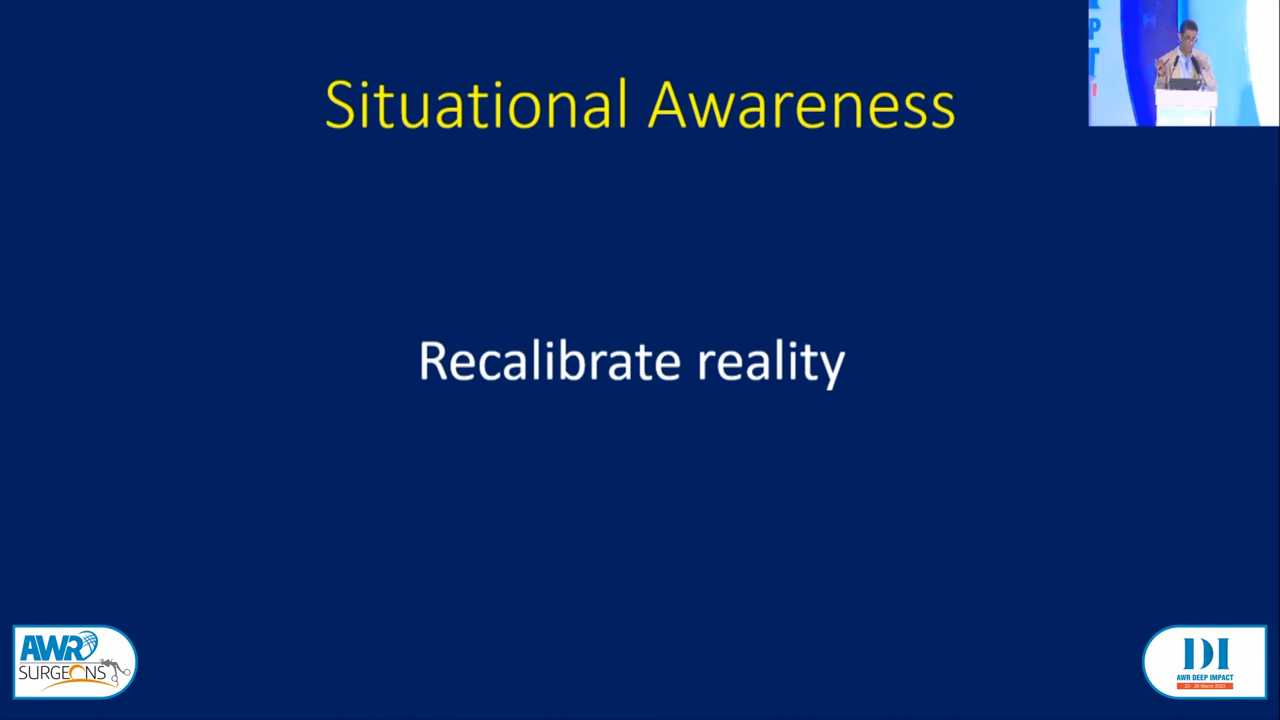 Situational Awareness
P
T
I
Recalibrate reality
AWR
SURGEONS
DI
AWR DEEP IMPACT